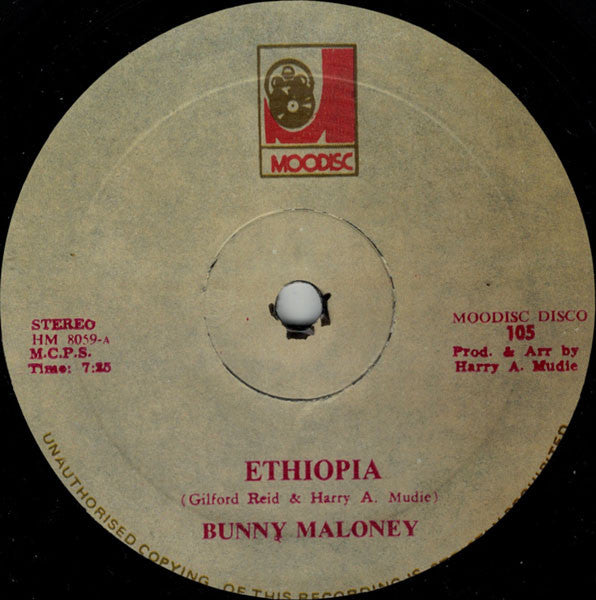 MOODISC
STEREO
HM 8059-A
M.C.P.S.
Time: 7:25
MOODISC DISCO
105
Prod. & Arr by
Harry A. Mudie
ETHIOPIA
(Gilford Reid & Harry A. Mudie)
BUNNY MALONEY
UNAUTHORISED COPYING, OF THIS RECORDING IS